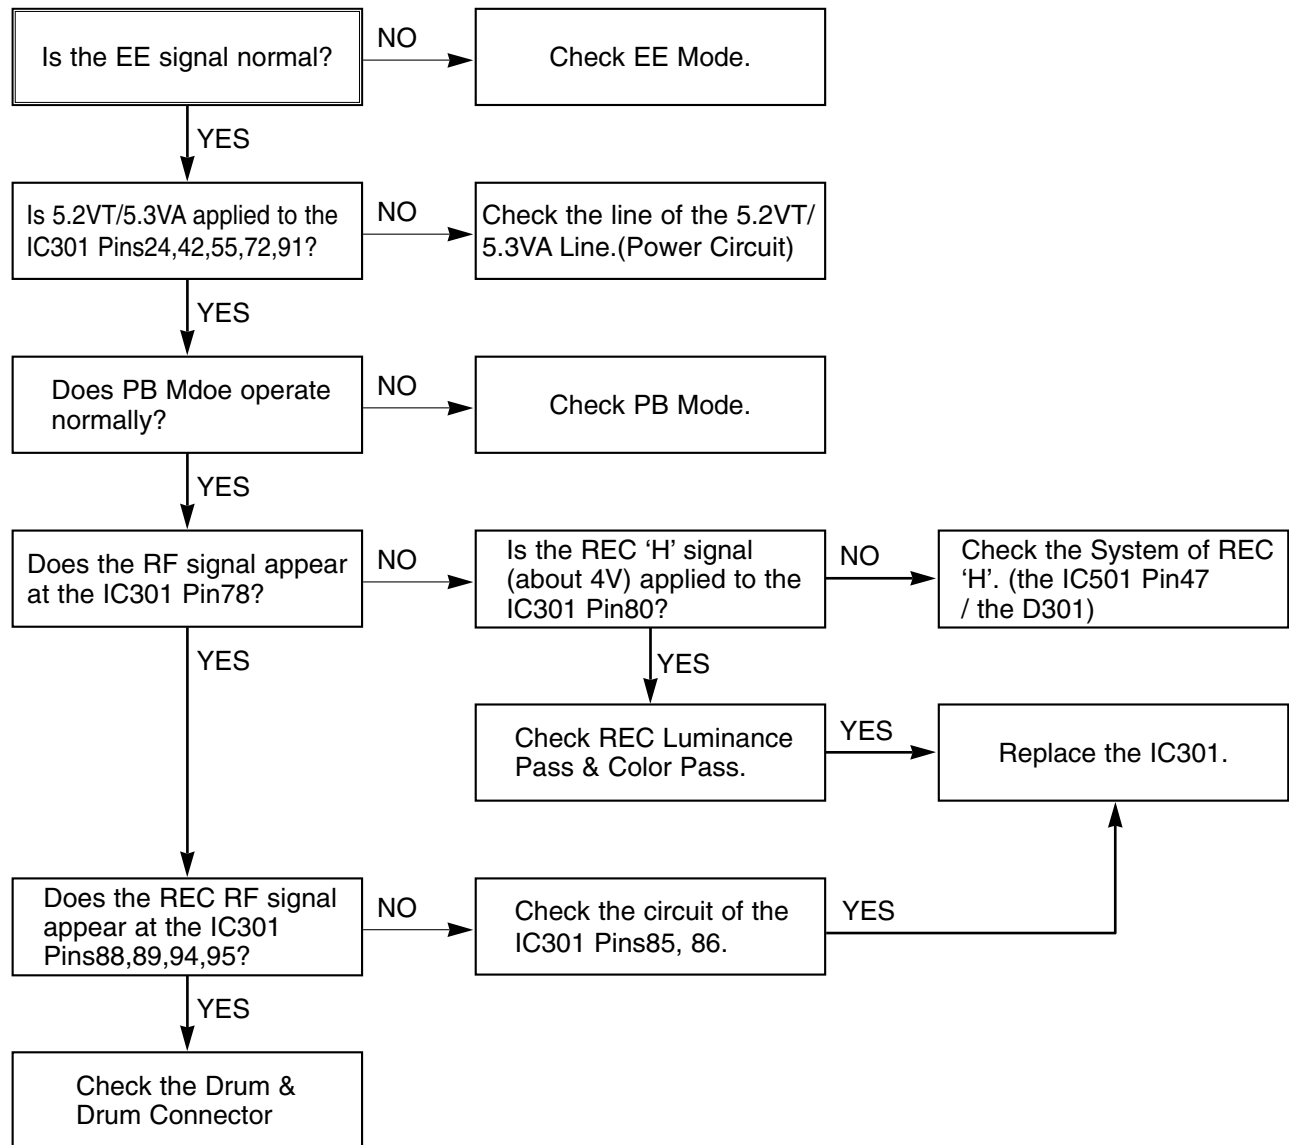 Is the EE signal normal?
NO
Check EE Mode.
YES
Is 5.2VT/5.3VA applied to the
IC301 Pins24,42,55,72,91?
NO
Check the line of the 5.2VT/
5.3VA Line.(Power Circuit)
YES
Does PB Mdoe operate
normally?
NO
Check PB Mode.
YES
Does the RF signal appear
at the IC301 Pin78?
NO
Is the REC ‘H’ signal
(about 4V) applied to the
IC301 Pin80?
NO
Check the System of REC
‘H’. (the IC501 Pin47
/ the D301)
YES
YES
Check REC Luminance
Pass & Color Pass.
YES
Replace the IC301.
Does the REC RF signal
appear at the IC301
Pins88,89,94,95?
NO
Check the circuit of the
IC301 Pins85, 86.
YES
YES
Check the Drum &
Drum Connector